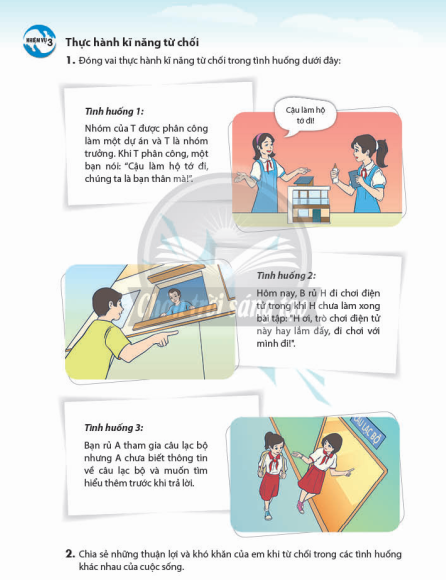 NHIỆM VỤ 3
Thực hành kĩ năng từ chối
1. Đóng vai thực hành kĩ năng từ chối trong tình huống dưới đây:
Tình huống 1:
Nhóm của T được phân công
làm một dự án và T là nhóm
trưởng. Khi T phân công, một
bạn nói: "Cậu làm hộ tớ đi,
chúng ta là bạn thân mà!".
Cậu làm hộ
tớ đi!
Tình huống 2:
Hôm nay, B rủ H đi chơi điện
tử trong khi H chưa làm xong
bài tập: "H ơi, trò chơi điện tử
này hay lắm đấy, đi chơi với
mình đi!".
Chân trời sáng tạo
Tình huống 3:
Bạn rủ A tham gia câu lạc bộ
nhưng A chưa biết thông tin
về câu lạc bộ và muốn tìm
hiểu thêm trước khi trả lời.
CÂU LẠC BỘ
2. Chia sẻ những thuận lợi và khó khăn của em khi từ chối trong các tình huống
khác nhau của cuộc sống.